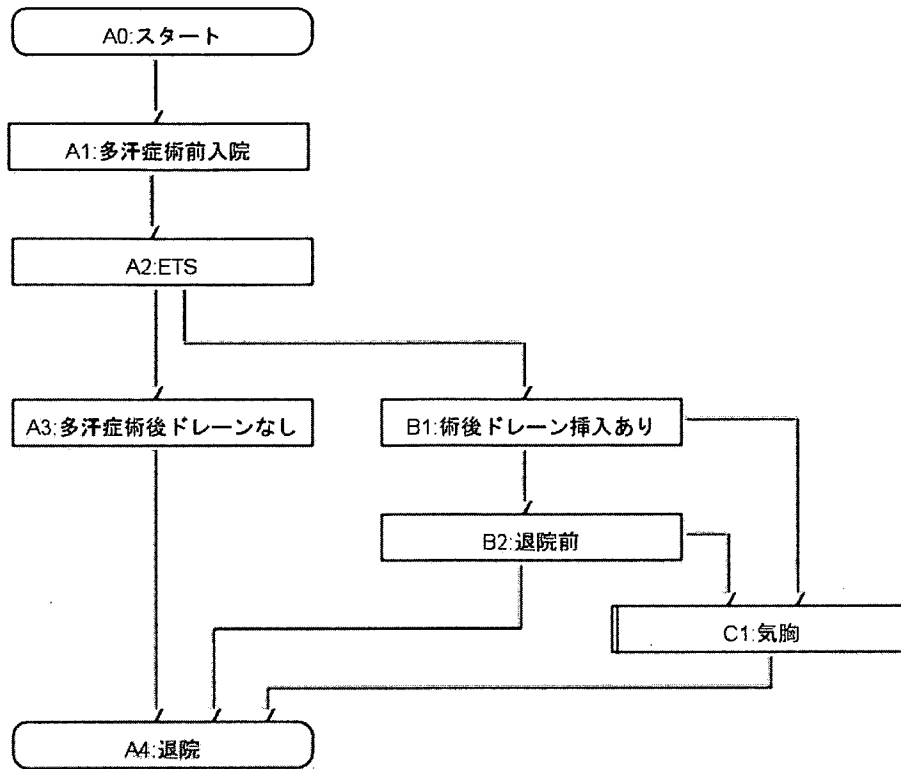 A0:スタート
A1:多汗症術前入院
A2:ETS
A3:多汗症術後ドレーンなし
B1:術後ドレーン挿入あり
B2:退院前
C1:気胸
A4:退院